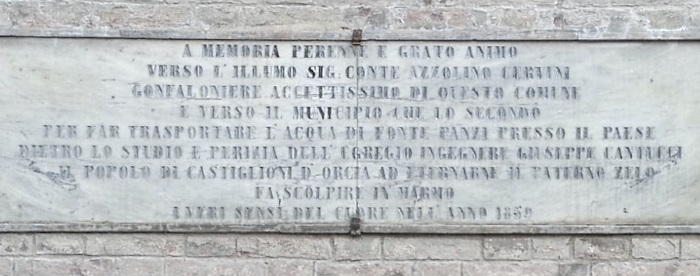 A MEMORIA PERENNE E GRATO ANIMO
VERSO L'ILLUMO SIG. CONTE AZZOLINO CERVINI
GONFALONIERE ACCETTISSIMO DI QUESTO COMUNE
E VERSO IL MUNICIPIO CHE LO SECONDÒ
PER FAR TRASPORTARE L'ACQUA DI FONTE PANZI PRESSO IL PAESE
DIETRO LO STUDIO E PERIZIA DELL'EGREGIO INGEGNERE GIUSEPPE CANTUCCI
IL POPOLO DI CASTIGLIONI D'ORCIA AD ETERNARNE IL PATERNO ZELO
FA SCOLPIRE IN MARMO
I VERI SENSI DEL CUORE NELL'ANNO 1859